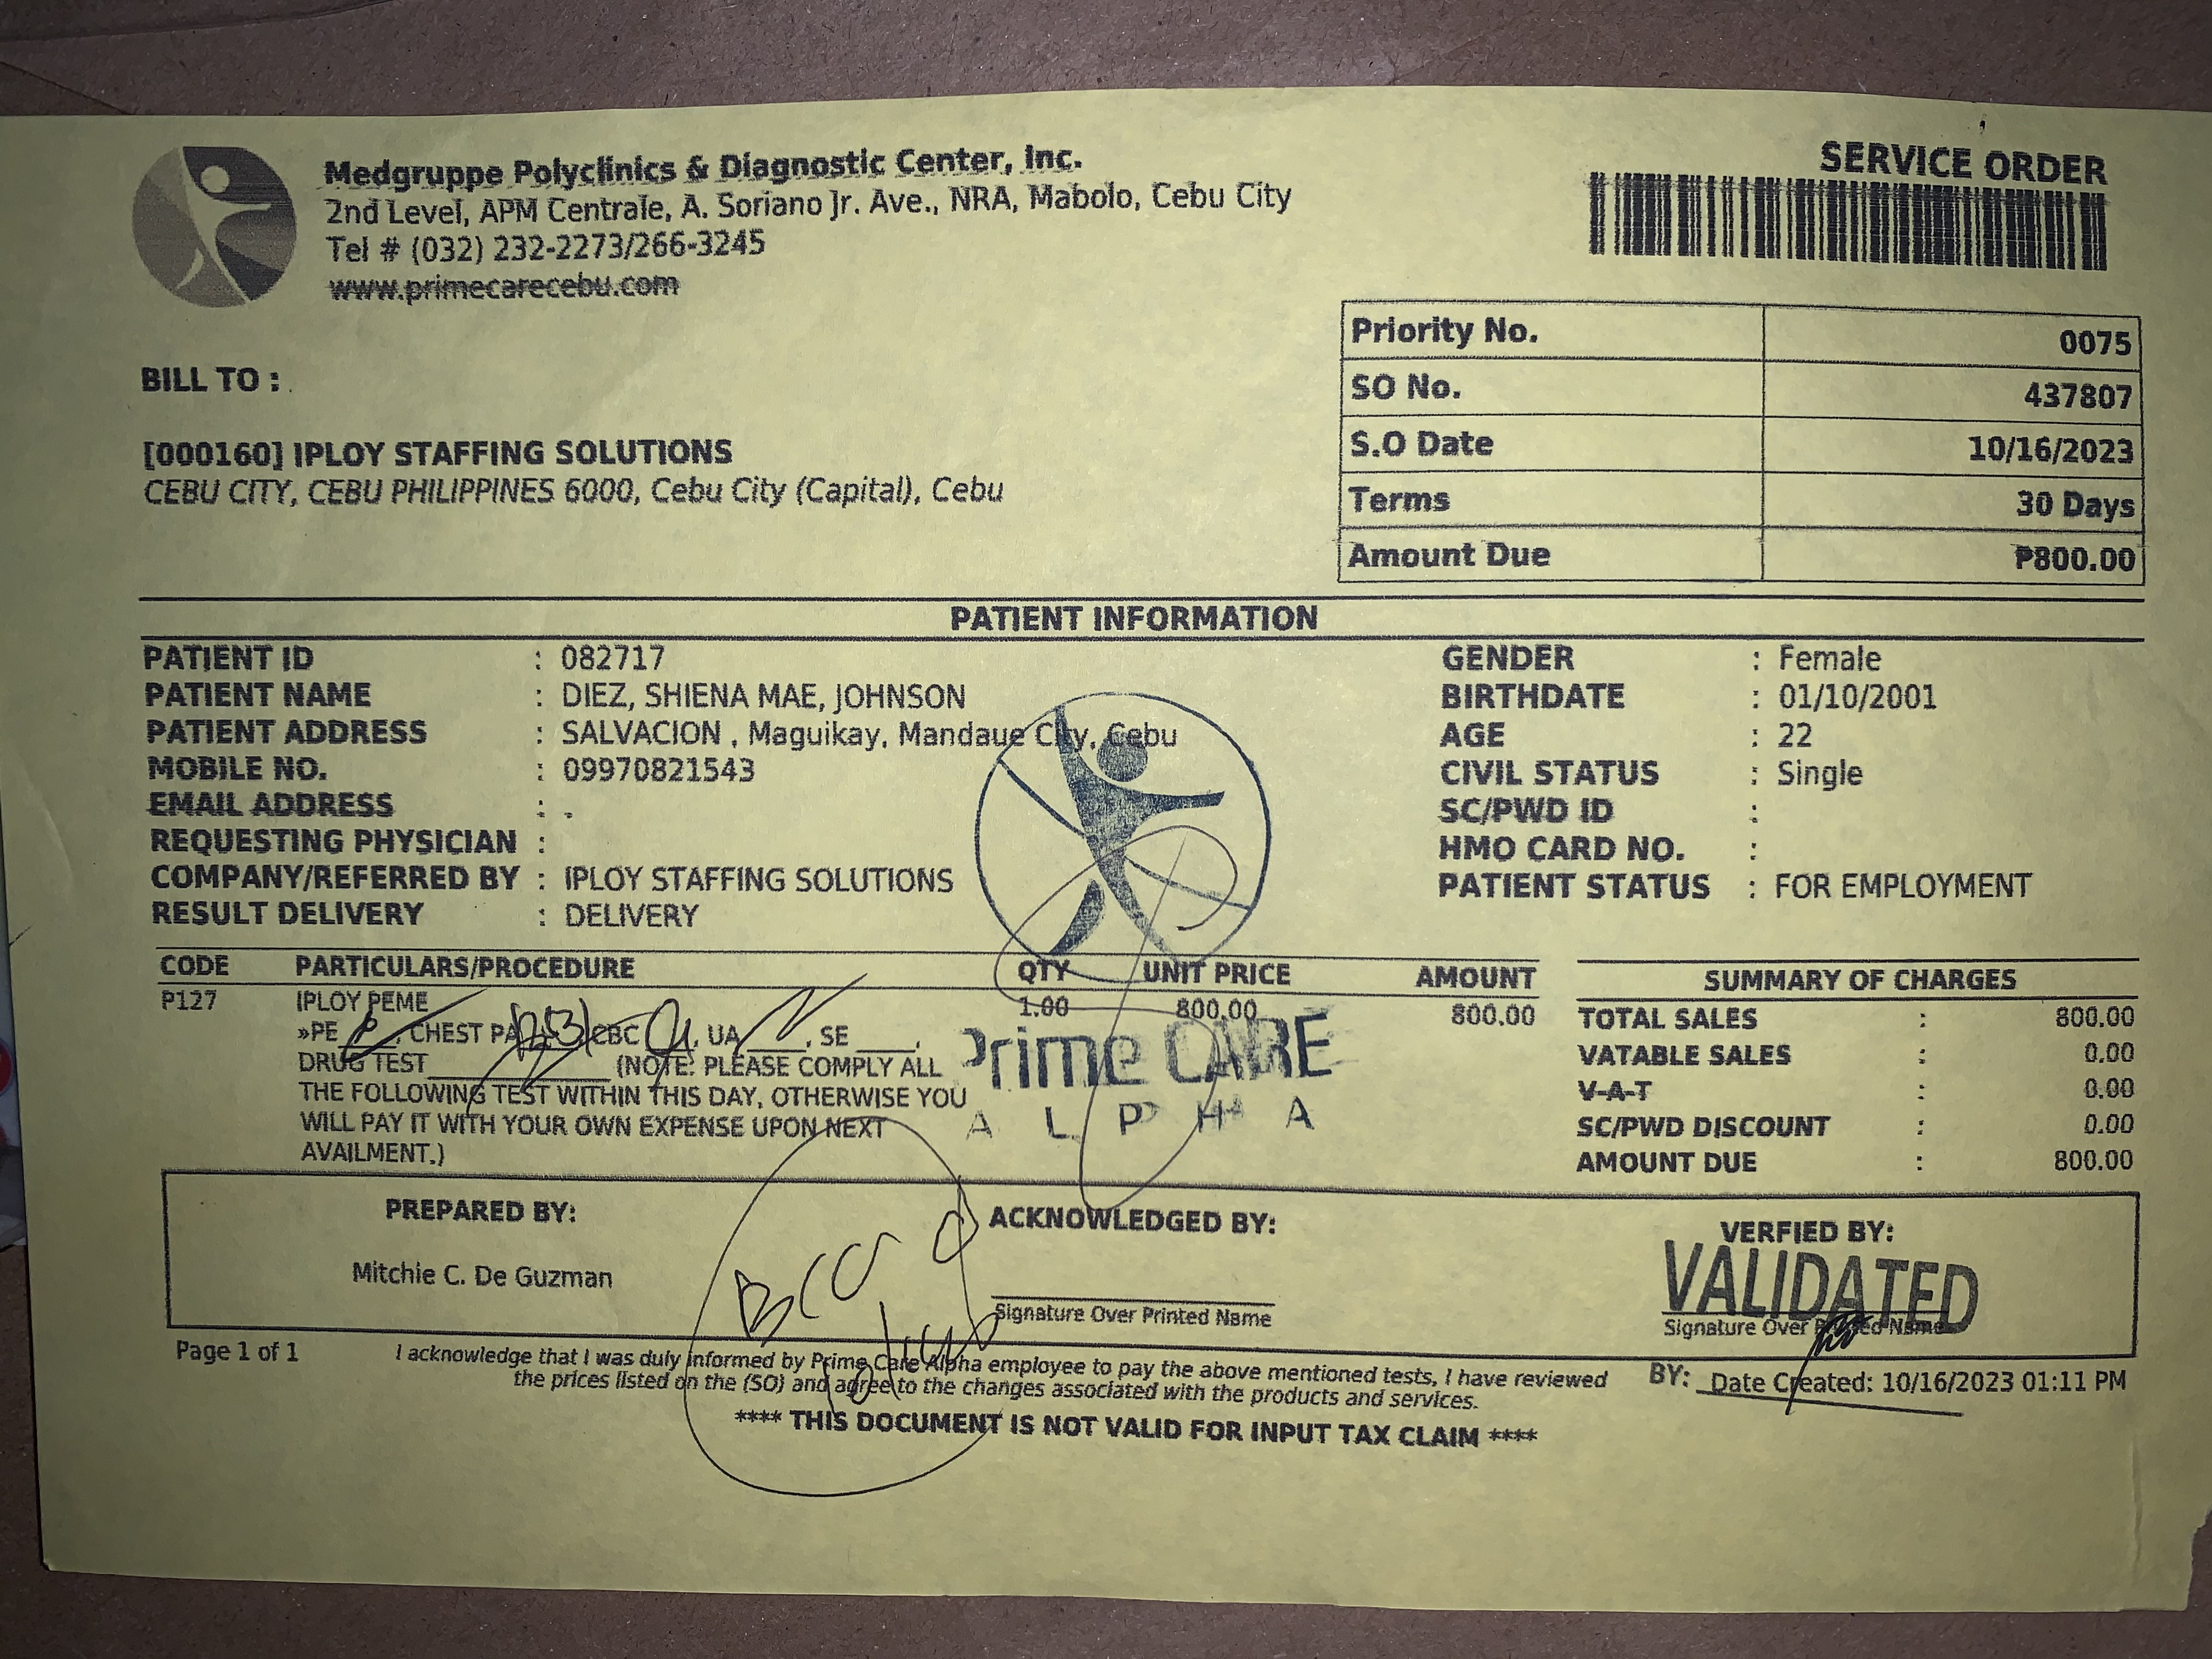 Medgruppe Polyclinics & Diagnostic Center, Inc.
2nd Level, APM Centrale, A. Soriano Jr. Ave., NRA, Mabolo, Cebu City
Tel # (032) 232-2273/266-3245
www.primecarecebu.com
SERVICE ORDER
Priority No. 0075
SO No. 437807
S.O Date 10/16/2023
Terms 30 Days
Amount Due ₱800.00
BILL TO :
[000160] IPLOY STAFFING SOLUTIONS
CEBU CITY, CEBU PHILIPPINES 6000, Cebu City (Capital), Cebu
PATIENT INFORMATION
PATIENT ID : 082717
PATIENT NAME : DIEZ, SHIENA MAE, JOHNSON
PATIENT ADDRESS : SALVACION , Maguikay, Mandaue City, Cebu
MOBILE NO. : 09970821543
EMAIL ADDRESS : .
REQUESTING PHYSICIAN :
COMPANY/REFERRED BY : IPLOY STAFFING SOLUTIONS
RESULT DELIVERY : DELIVERY
GENDER : Female
BIRTHDATE : 01/10/2001
AGE : 22
CIVIL STATUS : Single
SC/PWD ID :
HMO CARD NO. :
PATIENT STATUS : FOR EMPLOYMENT
CODE PARTICULARS/PROCEDURE QTY UNIT PRICE AMOUNT
P127 IPLOY PEME 1.00 800.00 800.00
»PE ____, CHEST CBC ____, UA ____, SE ____,
DRUG TEST ____________ (NOTE: PLEASE COMPLY ALL
THE FOLLOWING TEST WITHIN THIS DAY, OTHERWISE YOU
WILL PAY IT WITH YOUR OWN EXPENSE UPON NEXT
AVAILMENT.)
Prime CARE
ALPHA
SUMMARY OF CHARGES
TOTAL SALES : 800.00
VATABLE SALES : 0.00
V-A-T : 0.00
SC/PWD DISCOUNT : 0.00
AMOUNT DUE : 800.00
PREPARED BY:
Mitchie C. De Guzman
ACKNOWLEDGED BY:
Signature Over Printed Name
VERFIED BY:
VALIDATED
Signature Over Printed Name
BY: Date Created: 10/16/2023 01:11 PM
Page 1 of 1
I acknowledge that I was duly informed by Prime Care Alpha employee to pay the above mentioned tests, I have reviewed
the prices listed on the (SO) and agree to the changes associated with the products and services.
**** THIS DOCUMENT IS NOT VALID FOR INPUT TAX CLAIM ****